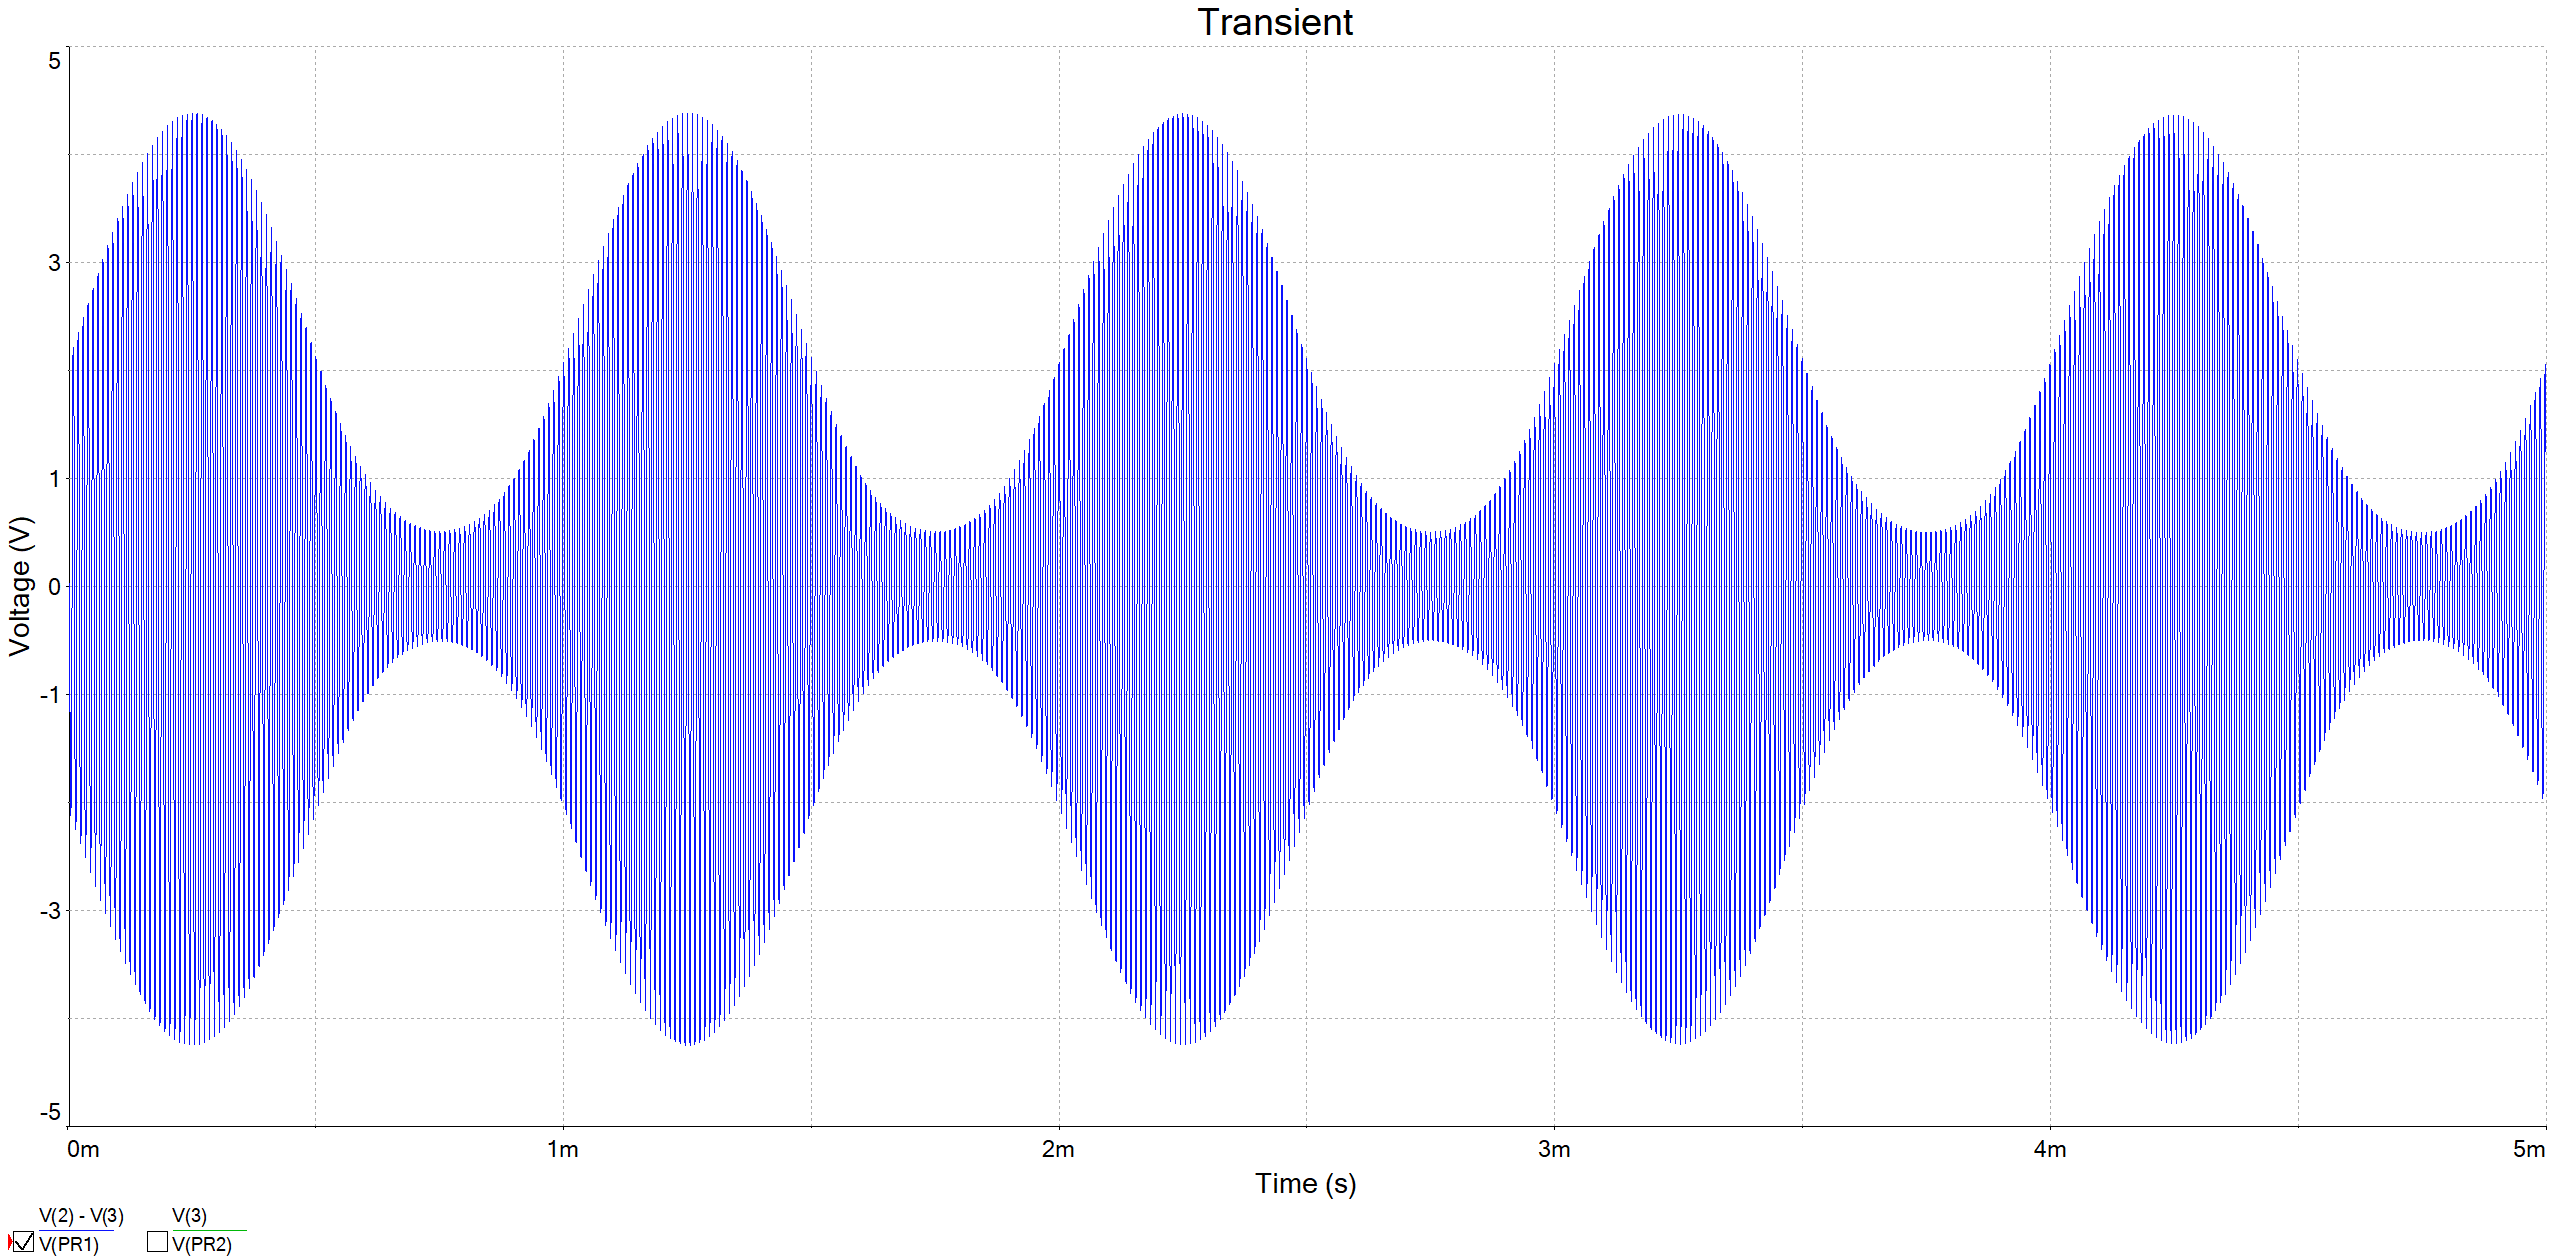 Transient
5
3
1
0
-1
-3
-5
Voltage (V)
0m 1m 2m 3m 4m 5m
Time (s)
V(2) - V(3) V(3)
V(PR1) V(PR2)